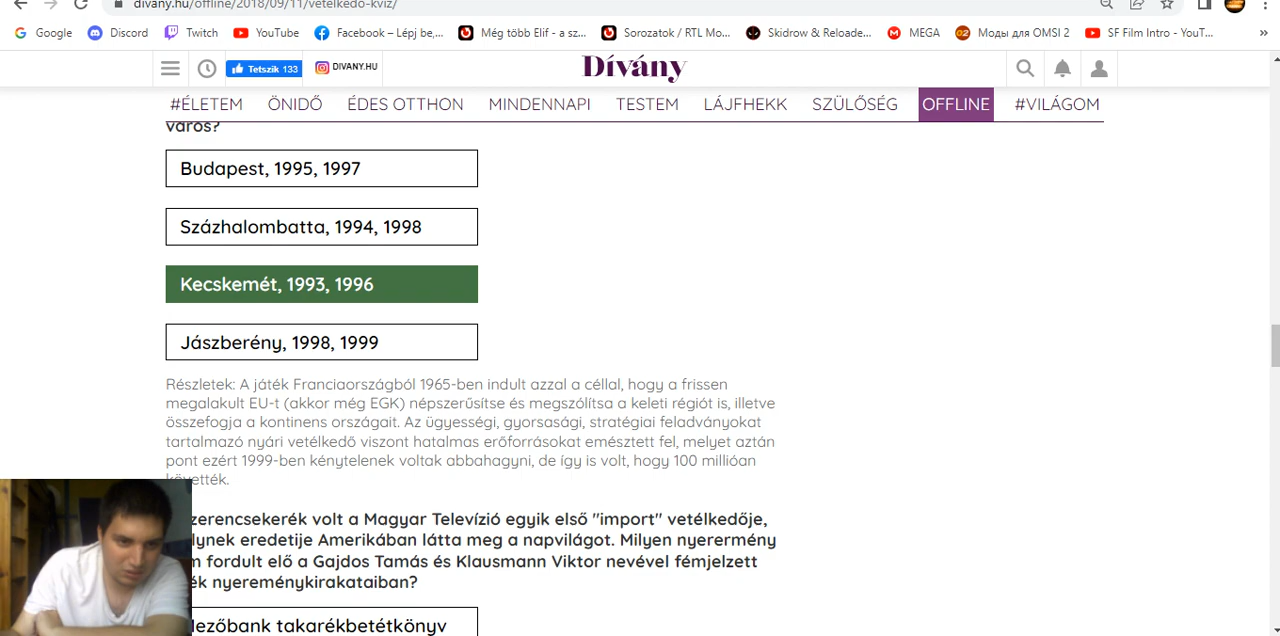 divany.hu/offline/2018/09/11/vetelkedo-kviz/
Google Discord Twitch YouTube Facebook – Lépj be,... Még több Elif - a sz... Sorozatok / RTL Mo... Skidrow & Reloade... MEGA Моды для OMSI 2 SF Film Intro - YouT... »
Tetszik 133 DIVANY.HU Dívány
#ÉLETEM ÖNIDŐ ÉDES OTTHON MINDENNAPI TESTEM LÁJFHEKK SZÜLŐSÉG OFFLINE #VILÁGOM
város?
Budapest, 1995, 1997
Százhalombatta, 1994, 1998
Kecskemét, 1993, 1996
Jászberény, 1998, 1999
Részletek: A játék Franciaországból 1965-ben indult azzal a céllal, hogy a frissen
megalakult EU-t (akkor még EGK) népszerűsítse és megszólítsa a keleti régiót is, illetve
összefogja a kontinens országait. Az ügyességi, gyorsasági, stratégiai feladványokat
tartalmazó nyári vetélkedő viszont hatalmas erőforrásokat emésztett fel, melyet aztán
pont ezért 1999-ben kénytelenek voltak abbahagyni, de így is volt, hogy 100 millióan
követték.
zerencsekerék volt a Magyar Televízió egyik első "import" vetélkedője,
lynek eredetije Amerikában látta meg a napvilágot. Milyen nyerermény
m fordult elő a Gajdos Tamás és Klausmann Viktor nevével fémjelzett
ék nyereménykirakataiban?
ezőbank takarékbetétkönyv